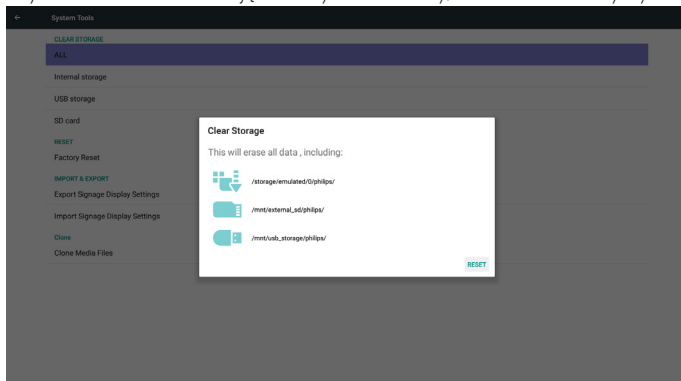 System Tools
CLEAR STORAGE
ALL
Internal storage
USB storage
SD card
RESET
Factory Reset
IMPORT & EXPORT
Export Signage Display Settings
Import Signage Display Settings
Clone
Clone Media Files
Clear Storage
This will erase all data , including:
/storage/emulated/0/philips/
/mnt/external_sd/philips/
/mnt/usb_storage/philips/
RESET